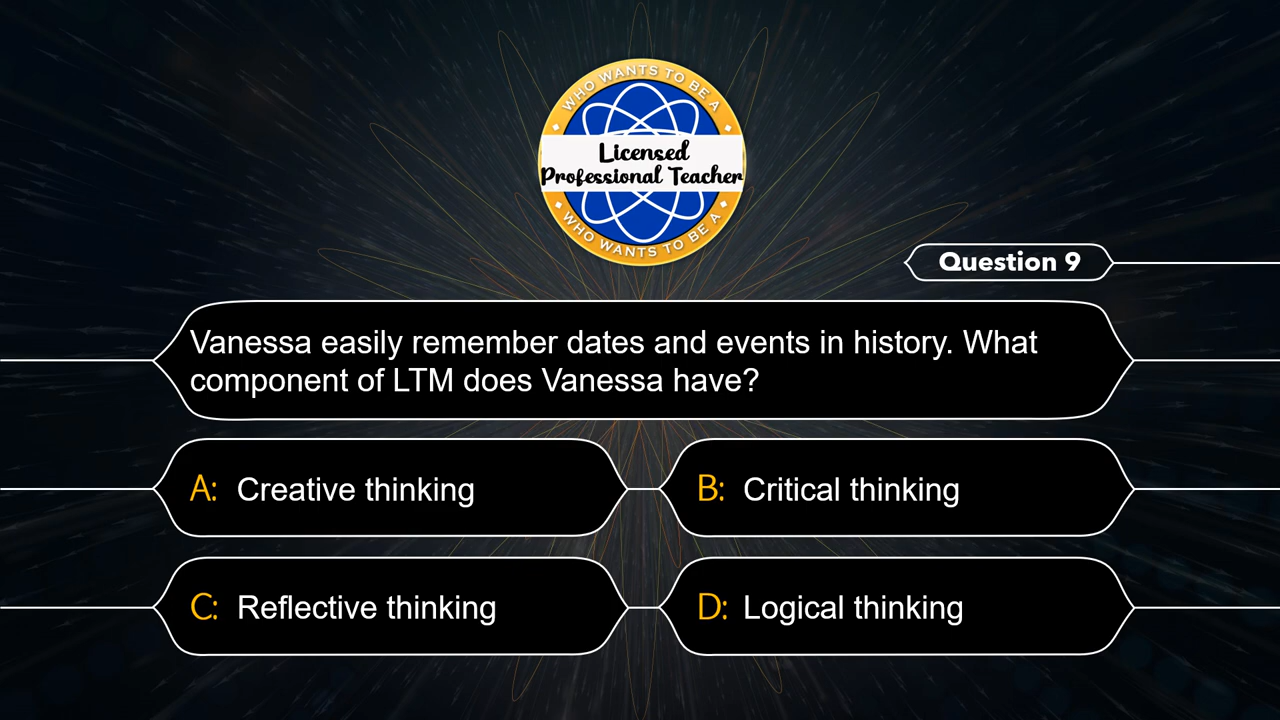 WHO WANTS TO BE A
Licensed
Professional Teacher
WHO WANTS TO BE A
Question 9
Vanessa easily remember dates and events in history. What
component of LTM does Vanessa have?
A: Creative thinking
B: Critical thinking
C: Reflective thinking
D: Logical thinking